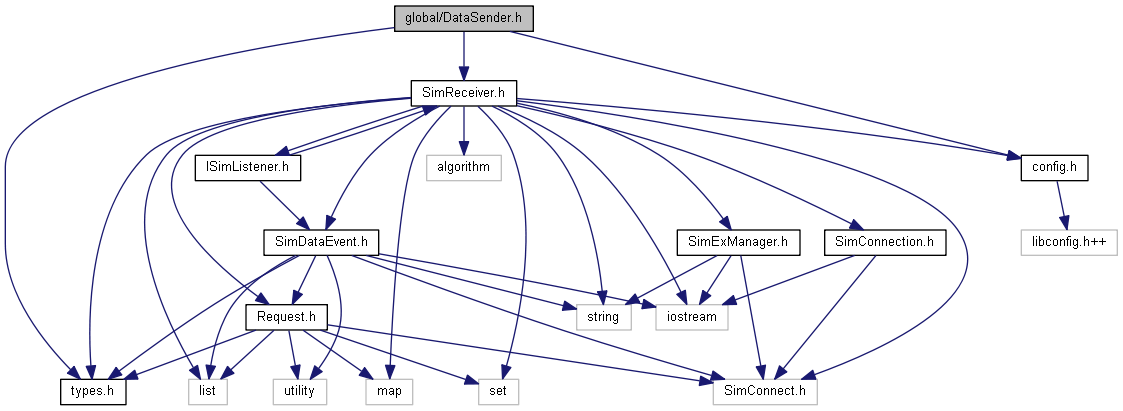 global/DataSender.h
SimReceiver.h
ISimListener.h
algorithm
config.h
SimDataEvent.h
SimExManager.h
SimConnection.h
libconfig.h++
Request.h
string
iostream
types.h
list
utility
map
set
SimConnect.h